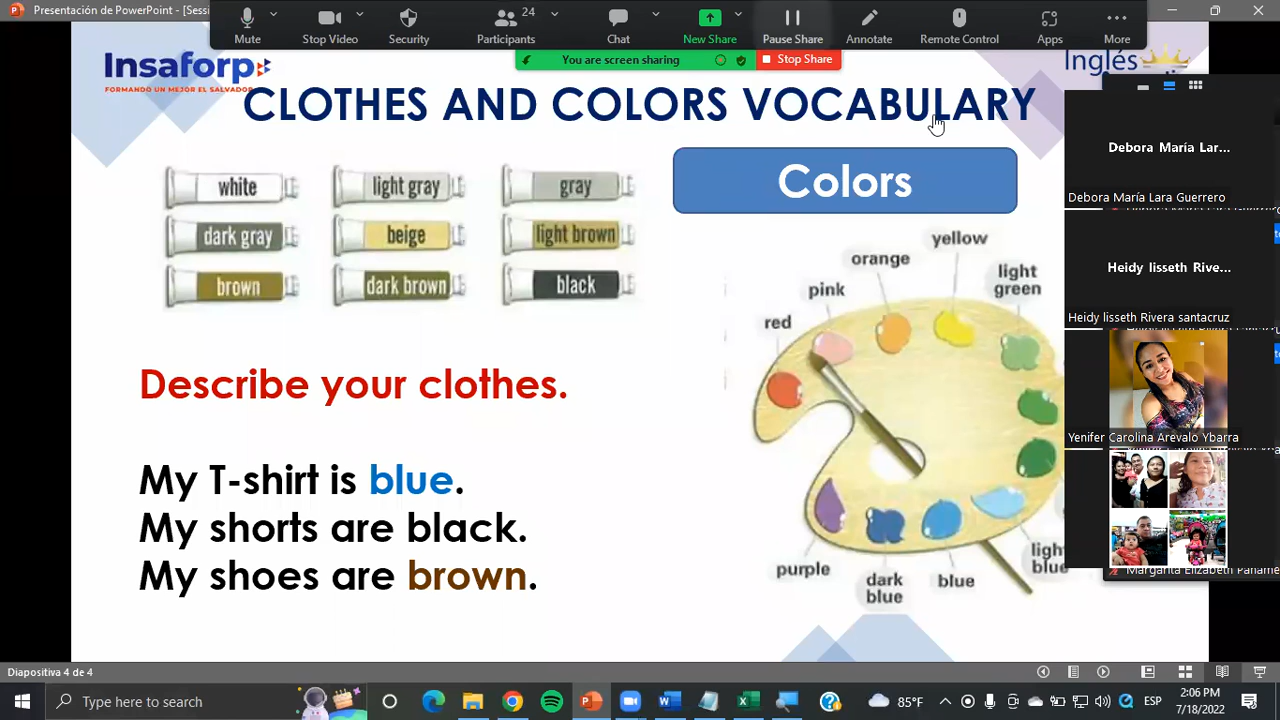 Presentación de PowerPoint - [Sessi
Mute
Stop Video
Security
24
Participants
Chat
New Share
Pause Share
Annotate
Remote Control
Apps
More
You are screen sharing
Stop Share
Insaforp
FORMANDO UN MEJOR EL SALVADOR
Inglés
CLOTHES AND COLORS VOCABULARY
white
light gray
gray
dark gray
beige
light brown
brown
dark brown
black
Colors
yellow
orange
light
green
pink
red
purple
dark
blue
blue
light
blue
Describe your clothes.
My T-shirt is blue.
My shorts are black.
My shoes are brown.
Debora María Lar...
Debora María Lara Guerrero
Heidy lisseth Rive...
Heidy lisseth Rivera santacruz
Yenifer Carolina Arevalo Ybarra
Margarita Elizabeth Paname
Diapositiva 4 de 4
Type here to search
85°F
ESP
2:06 PM
7/18/2022